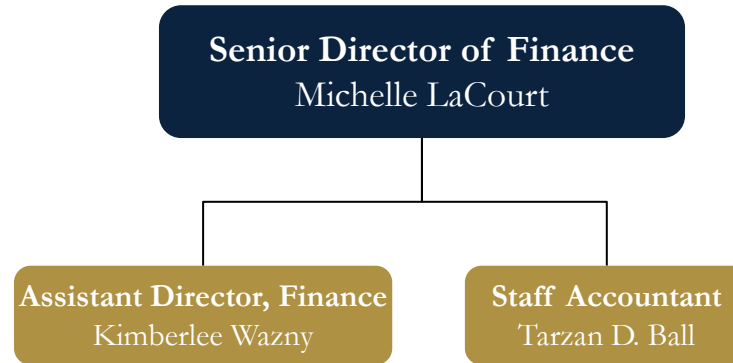 Senior Director of Finance
Michelle LaCourt
Assistant Director, Finance
Kimberlee Wazny
Staff Accountant
Tarzan D. Ball